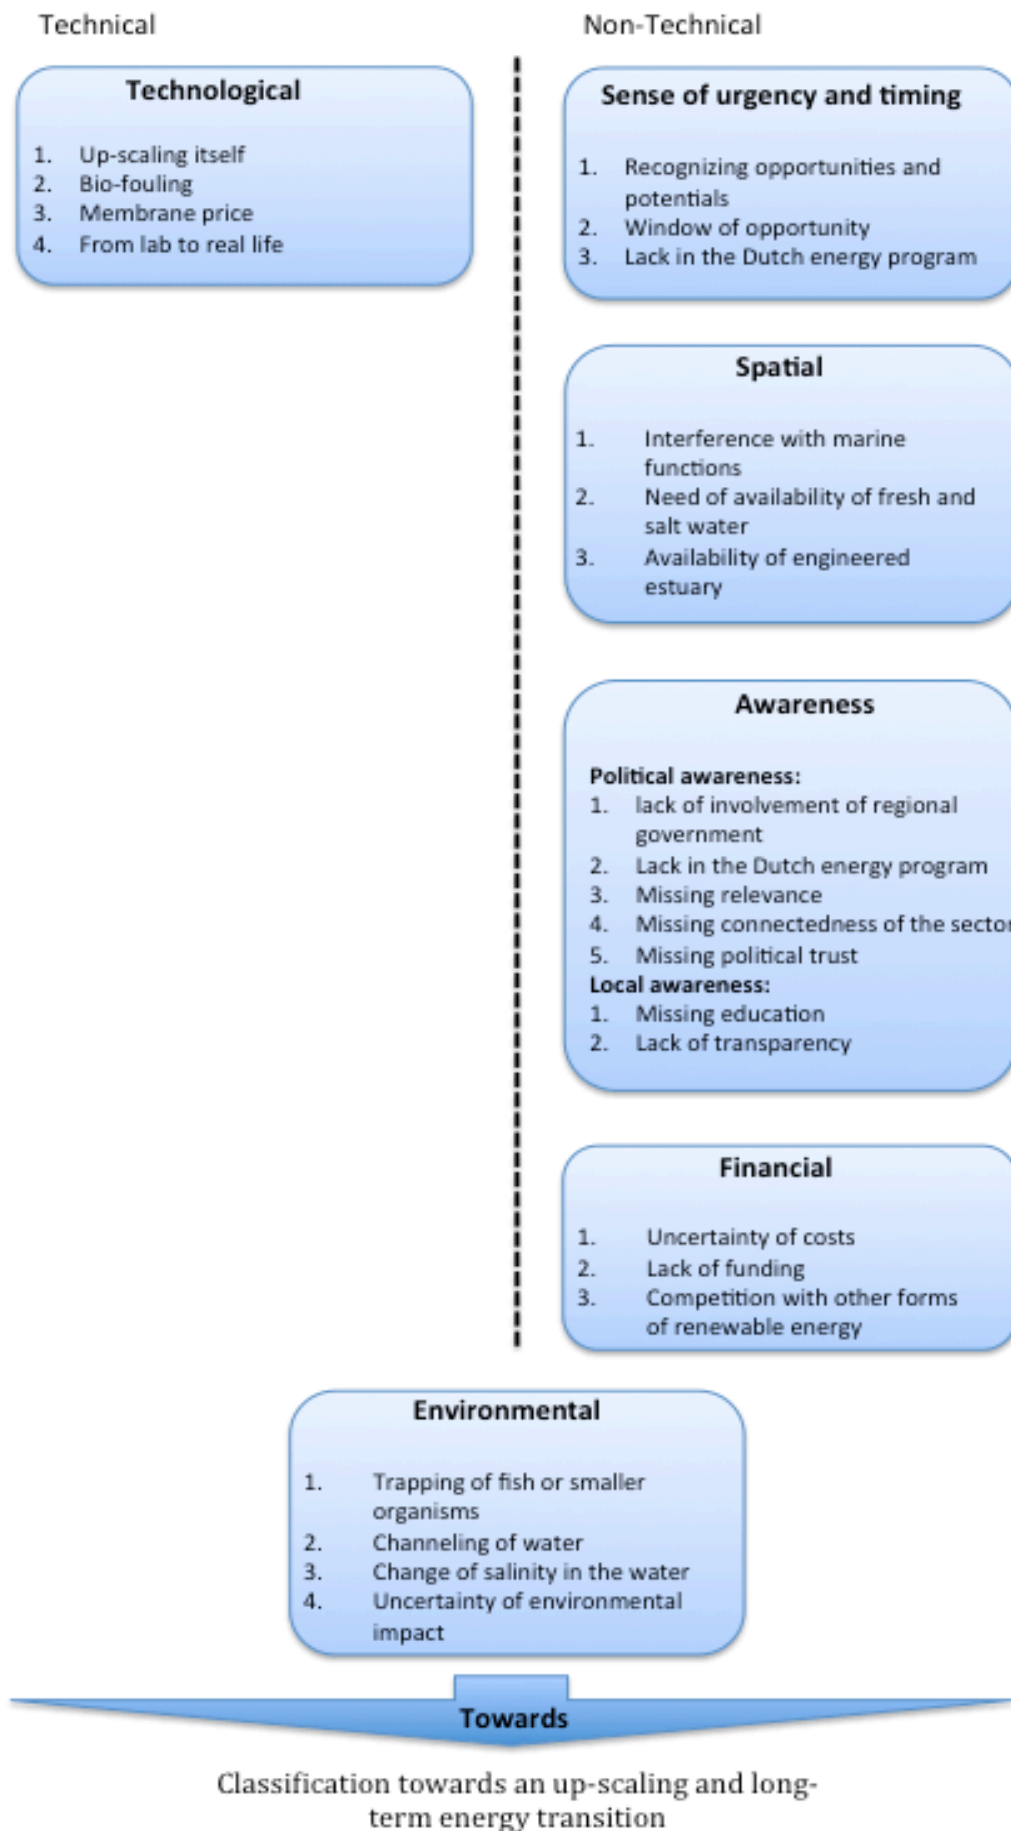 Technical
Non-Technical
Technological
1. Up-scaling itself
2. Bio-fouling
3. Membrane price
4. From lab to real life
Sense of urgency and timing
1. Recognizing opportunities and
potentials
2. Window of opportunity
3. Lack in the Dutch energy program
Spatial
1. Interference with marine
functions
2. Need of availability of fresh and
salt water
3. Availability of engineered
estuary
Awareness
Political awareness:
1. lack of involvement of regional
government
2. Lack in the Dutch energy program
3. Missing relevance
4. Missing connectedness of the sector
5. Missing political trust
Local awareness:
1. Missing education
2. Lack of transparency
Financial
1. Uncertainty of costs
2. Lack of funding
3. Competition with other forms
of renewable energy
Environmental
1. Trapping of fish or smaller
organisms
2. Channeling of water
3. Change of salinity in the water
4. Uncertainty of environmental
impact
Towards
Classification towards an up-scaling and long-
term energy transition